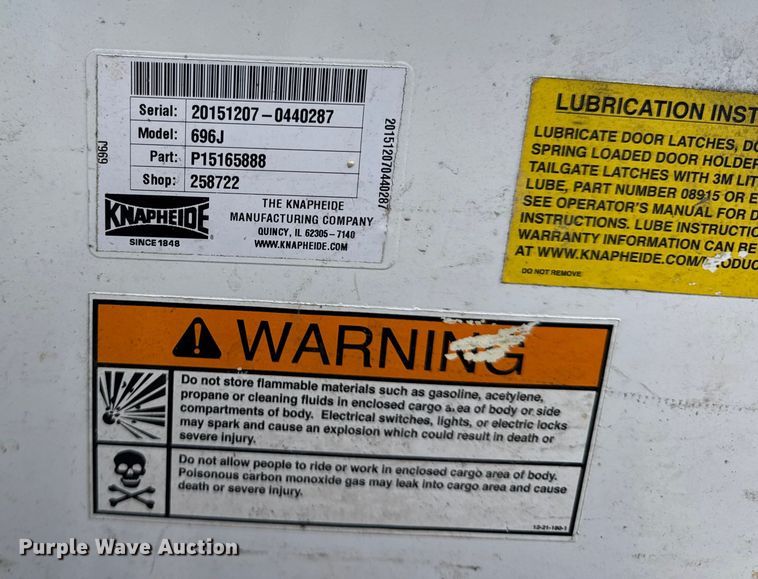 Serial: 20151207-0440287
Model: 696J
Part: P15165888
Shop: 258722
696J
20151207044028
KNAPHEIDE
SINCE 1848
THE KNAPHEIDE
MANUFACTURING COMPANY
QUINCY, IL 62305-7140
WWW.KNAPHEIDE.COM
LUBRICATION INST
LUBRICATE DOOR LATCHES, DO
SPRING LOADED DOOR HOLDE
TAILGATE LATCHES WITH 3M LIT
LUBE, PART NUMBER 08915 OR E
SEE OPERATOR'S MANUAL FOR D
INSTRUCTIONS. LUBE INSTRUCTIO
WARRANTY INFORMATION CAN BE
AT WWW.KNAPHEIDE.COM/PRODUC
DO NOT REMOVE
WARNING
Do not store flammable materials such as gasoline, acetylene,
propane or cleaning fluids in enclosed cargo area of body or side
compartments of body. Electrical switches, lights, or electric locks
may spark and cause an explosion which could result in death or
severe injury.
Do not allow people to ride or work in enclosed cargo area of body.
Poisonous carbon monoxide gas may leak into cargo area and cause
death or severe injury.
12-21-180-1
Purple Wave Auction